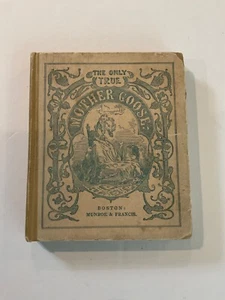 THE ONLY
TRUE
MOTHER GOOSE.
BOSTON:
MUNROE & FRANCIS.